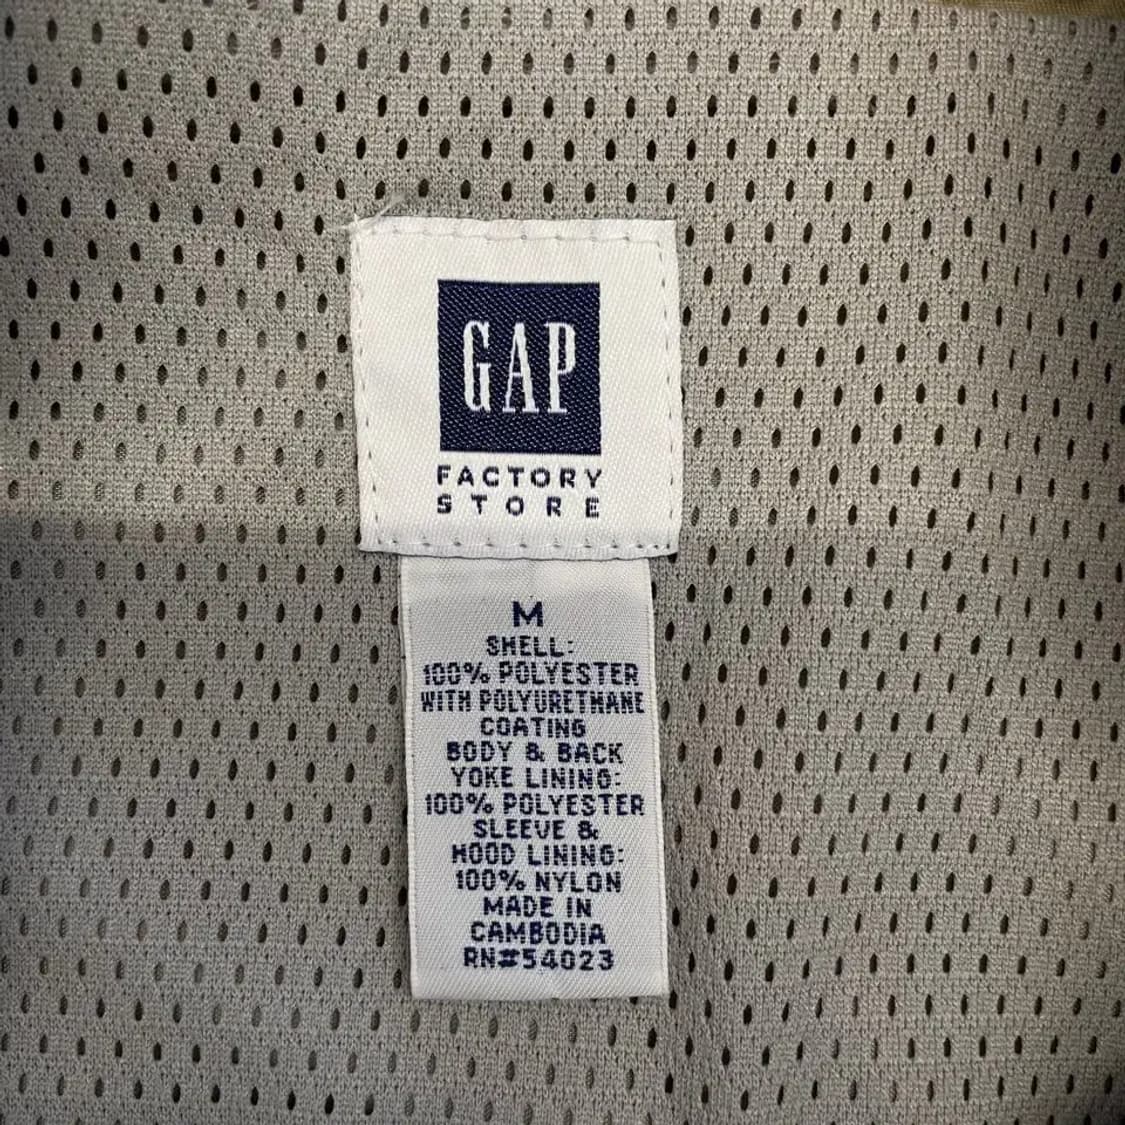 GAP
FACTORY
STORE
M
SHELL:
100% POLYESTER
WITH POLYURETHANE
COATING
BODY & BACK
YOKE LINING:
100% POLYESTER
SLEEVE &
HOOD LINING:
100% NYLON
MADE IN
CAMBODIA
RN#54023